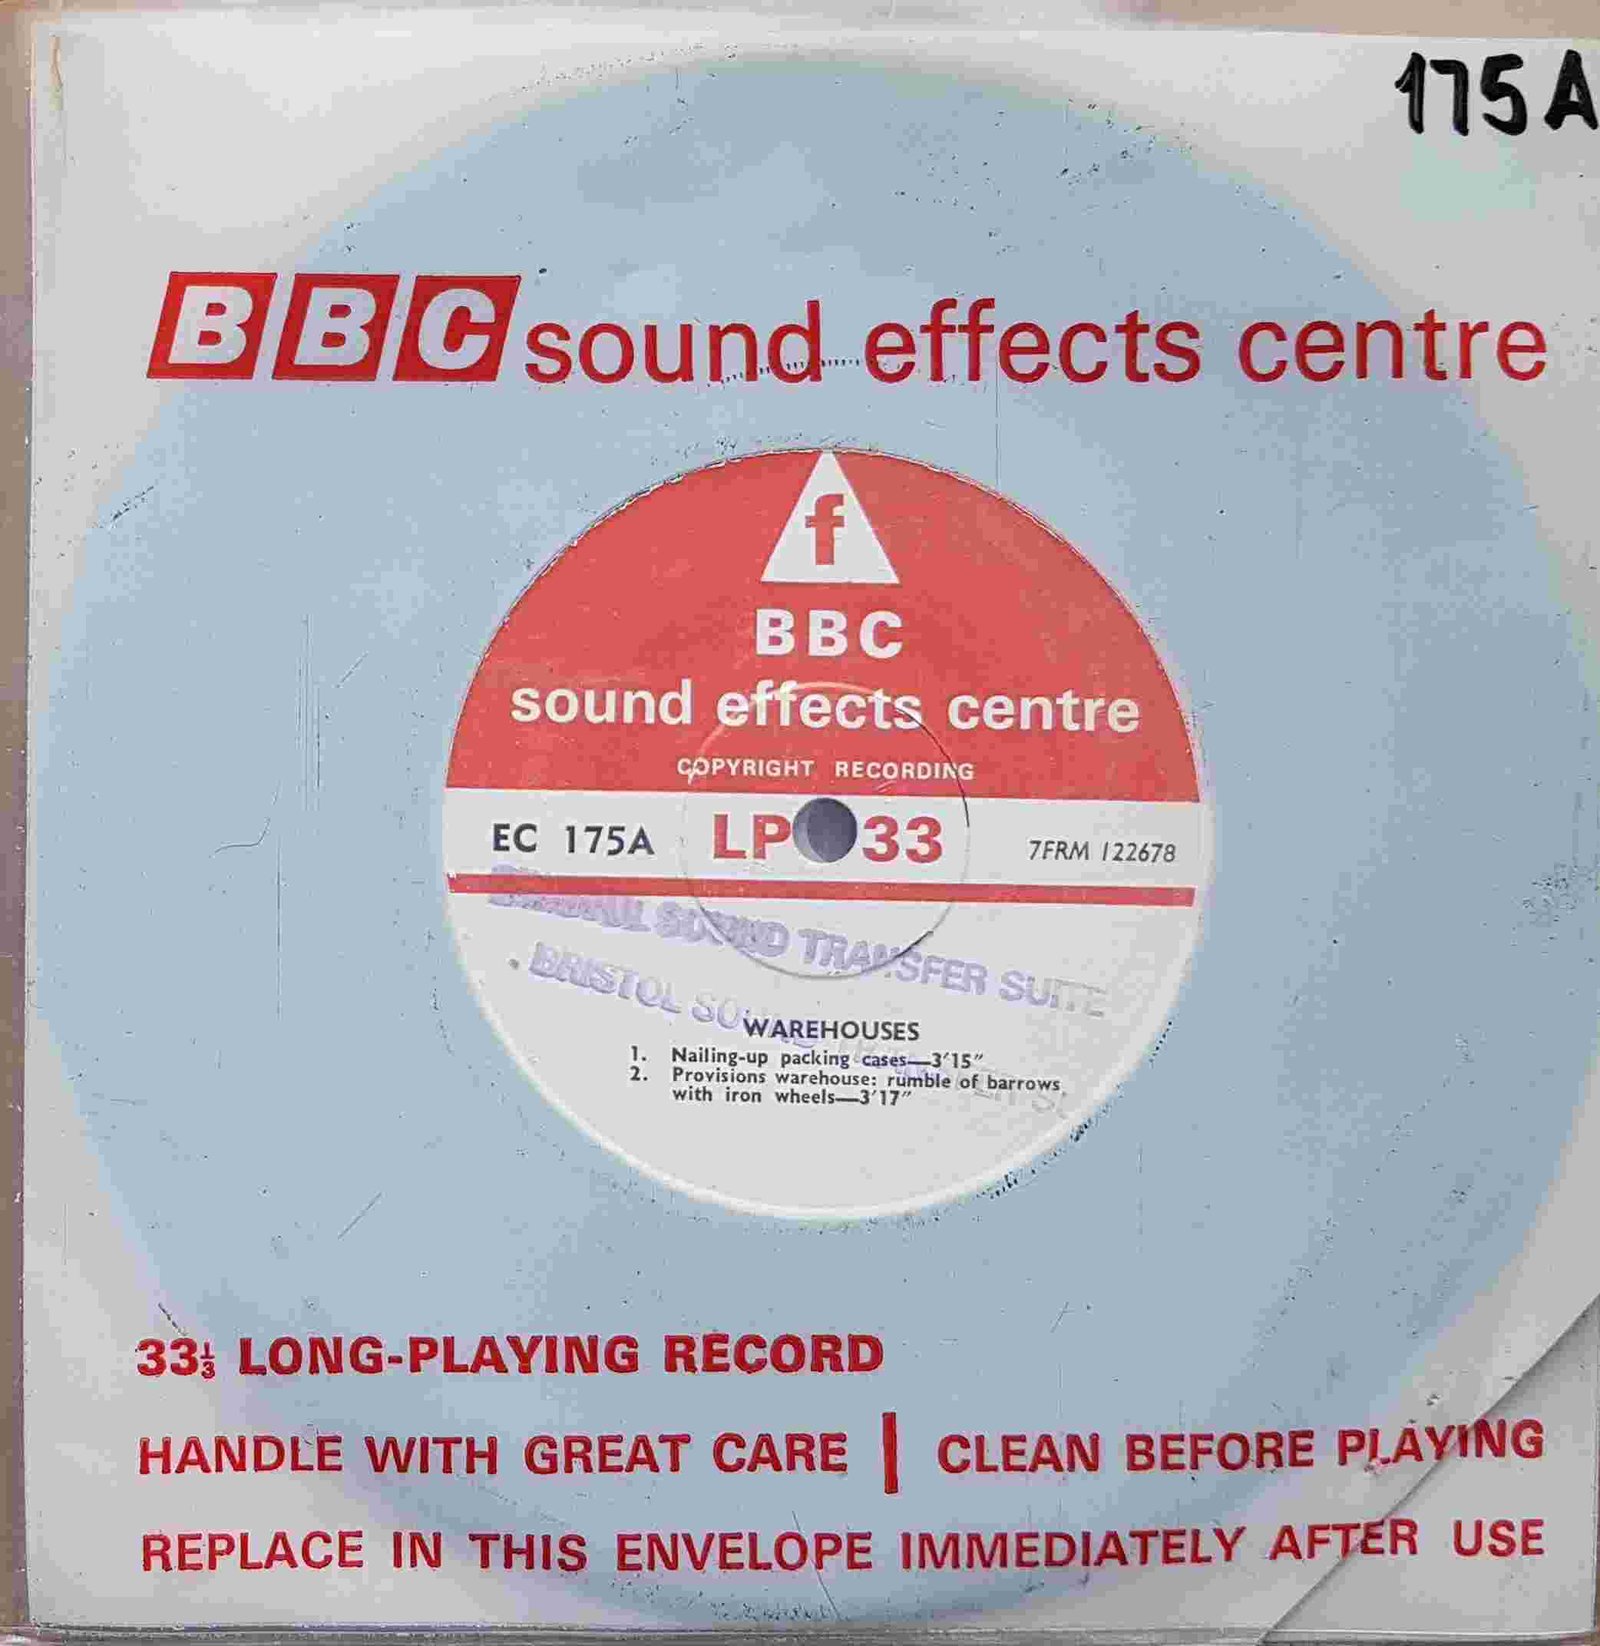 175A
BBC sound effects centre
f
BBC
sound effects centre
COPYRIGHT RECORDING
EC 175A LP 33 7FRM 122678
SOUND TRANSFER SUITE
BRISTOL SO
WAREHOUSES
1. Nailing-up packing cases—3′15″
2. Provisions warehouse: rumble of barrows
with iron wheels—3′17″
33⅓ LONG-PLAYING RECORD
HANDLE WITH GREAT CARE | CLEAN BEFORE PLAYING
REPLACE IN THIS ENVELOPE IMMEDIATELY AFTER USE